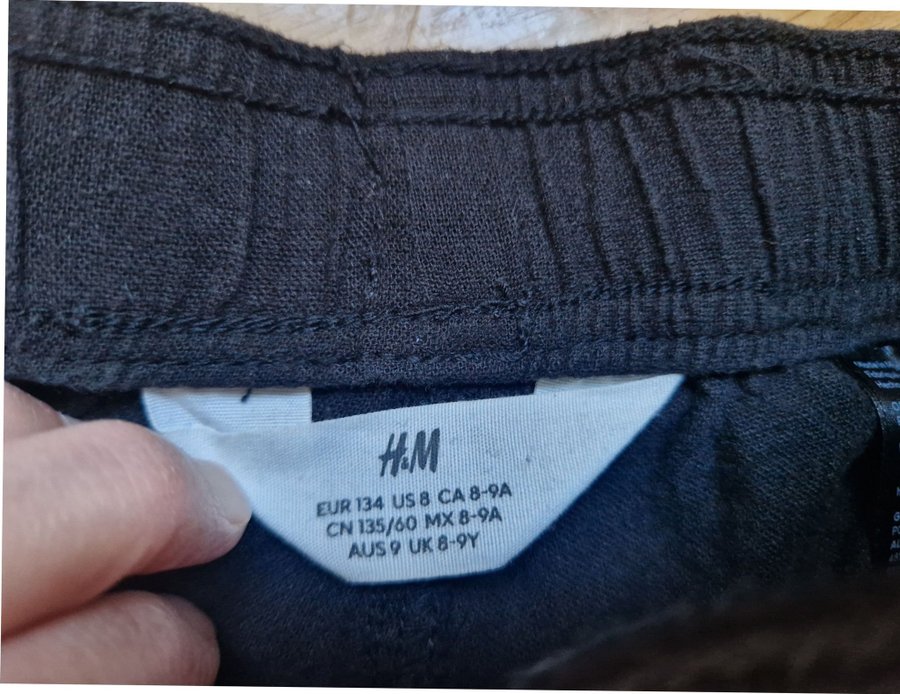 H&M
EUR 134 US 8 CA 8-9A
CN 135/60 MX 8-9A
AUS 9 UK 8-9Y